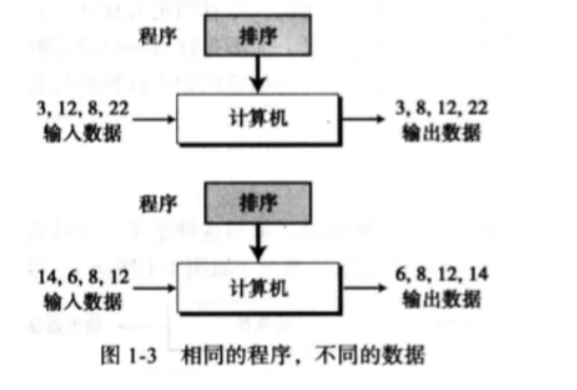 程序 排序
3, 12, 8, 22 计算机 3, 8, 12, 22
输入数据 输出数据
程序 排序
14, 6, 8, 12 计算机 6, 8, 12, 14
输入数据 输出数据
图 1-3 相同的程序，不同的数据